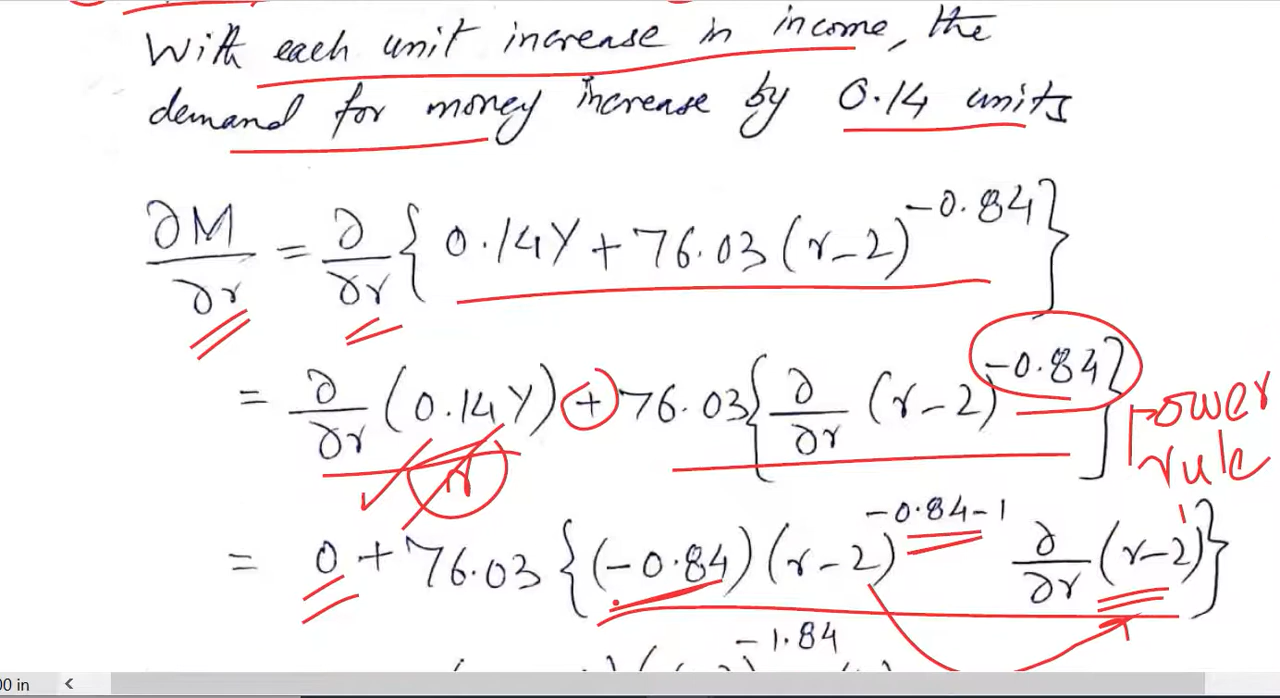 With each unit increase in income, the
demand for money increase by 0.14 units
∂M/∂r = ∂/∂r { 0.14Y + 76.03 (r-2)^-0.84 }
= ∂/∂r (0.14Y) + 76.03 { ∂/∂r (r-2)^-0.84 }
Power rule
r
= 0 + 76.03 { (-0.84) (r-2)^-0.84-1 ∂/∂r (r-2) }
-1.84
00 in <